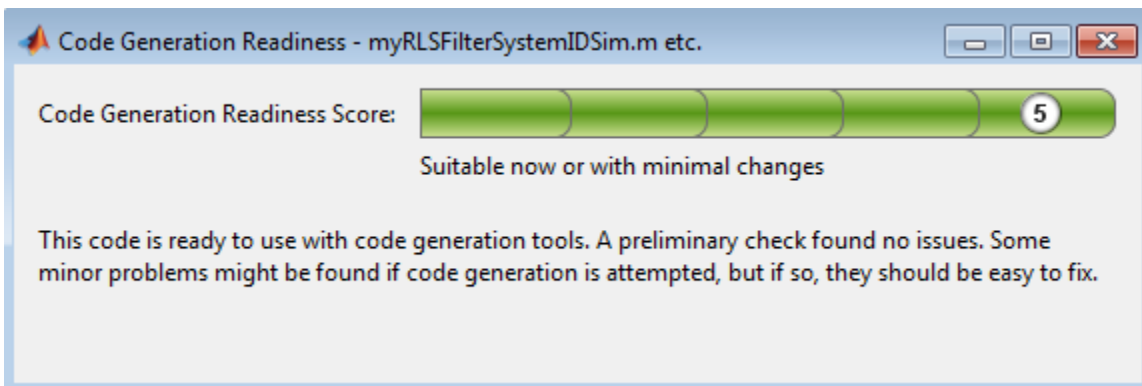 Code Generation Readiness - myRLSFilterSystemIDSim.m etc.
Code Generation Readiness Score:
5
Suitable now or with minimal changes
This code is ready to use with code generation tools. A preliminary check found no issues. Some
minor problems might be found if code generation is attempted, but if so, they should be easy to fix.